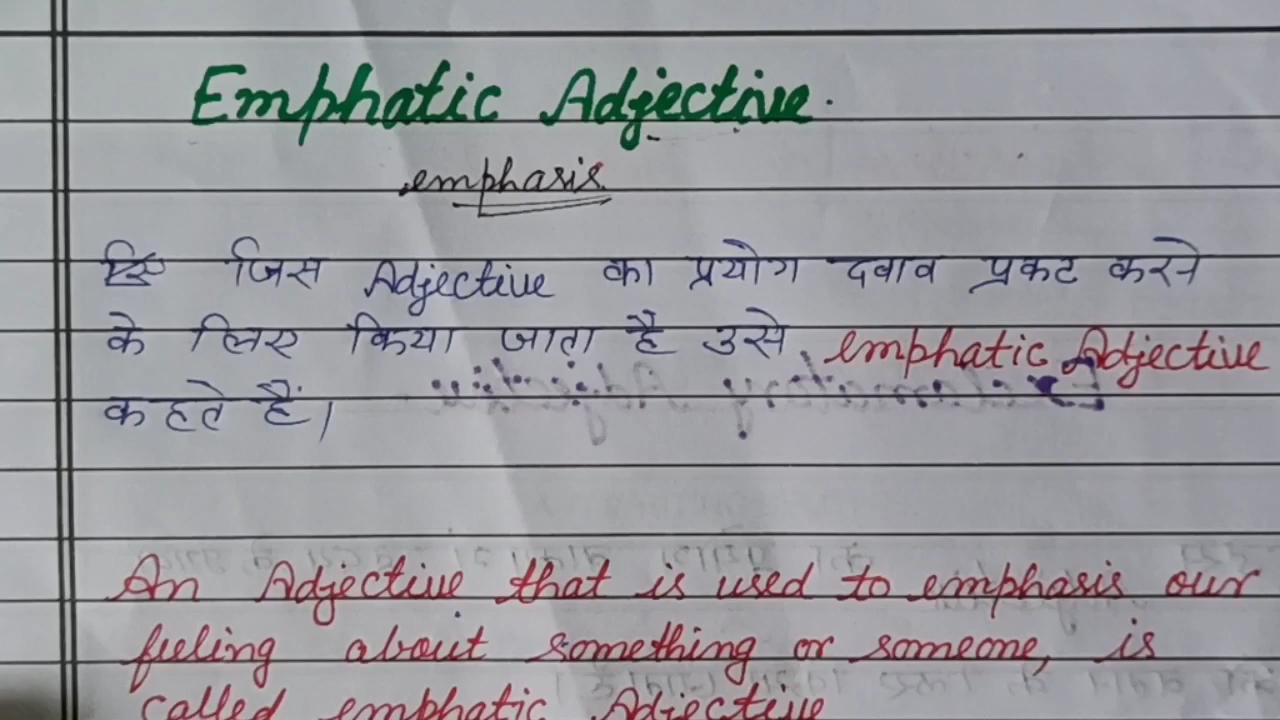 Emphatic Adjective.
emphasis
जिस Adjective का प्रयोग दवाव प्रकट करने
के लिए किया जाता है उसे emphatic Adjective
कहते हैं।
An Adjective that is used to emphasis our
feeling about something or someone, is
called emphatic Adjective